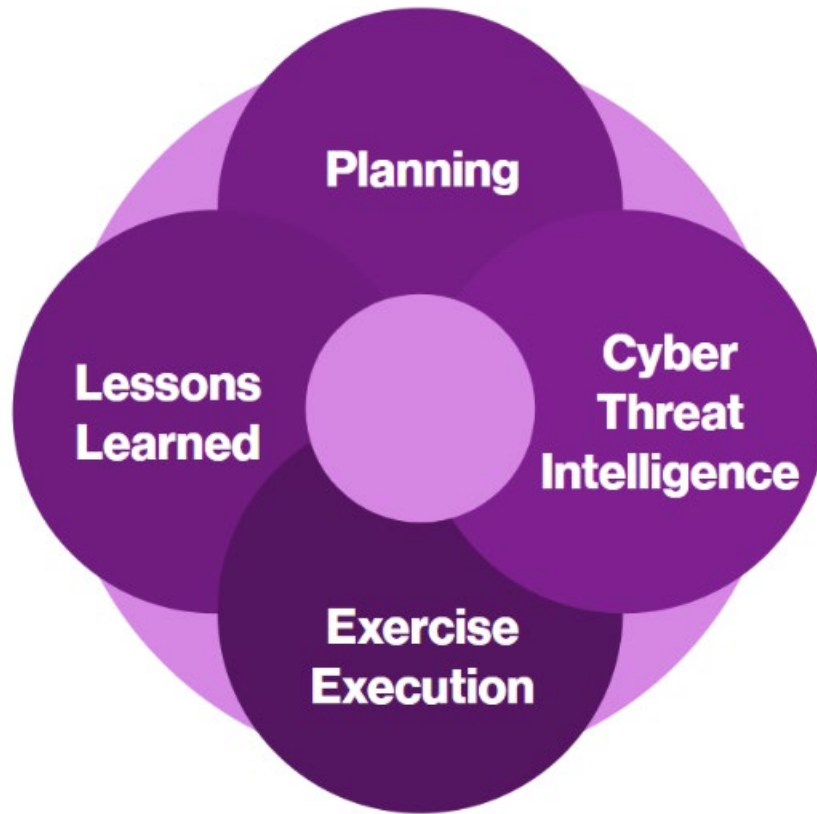 Planning
Cyber
Threat
Intelligence
Exercise
Execution
Lessons
Learned